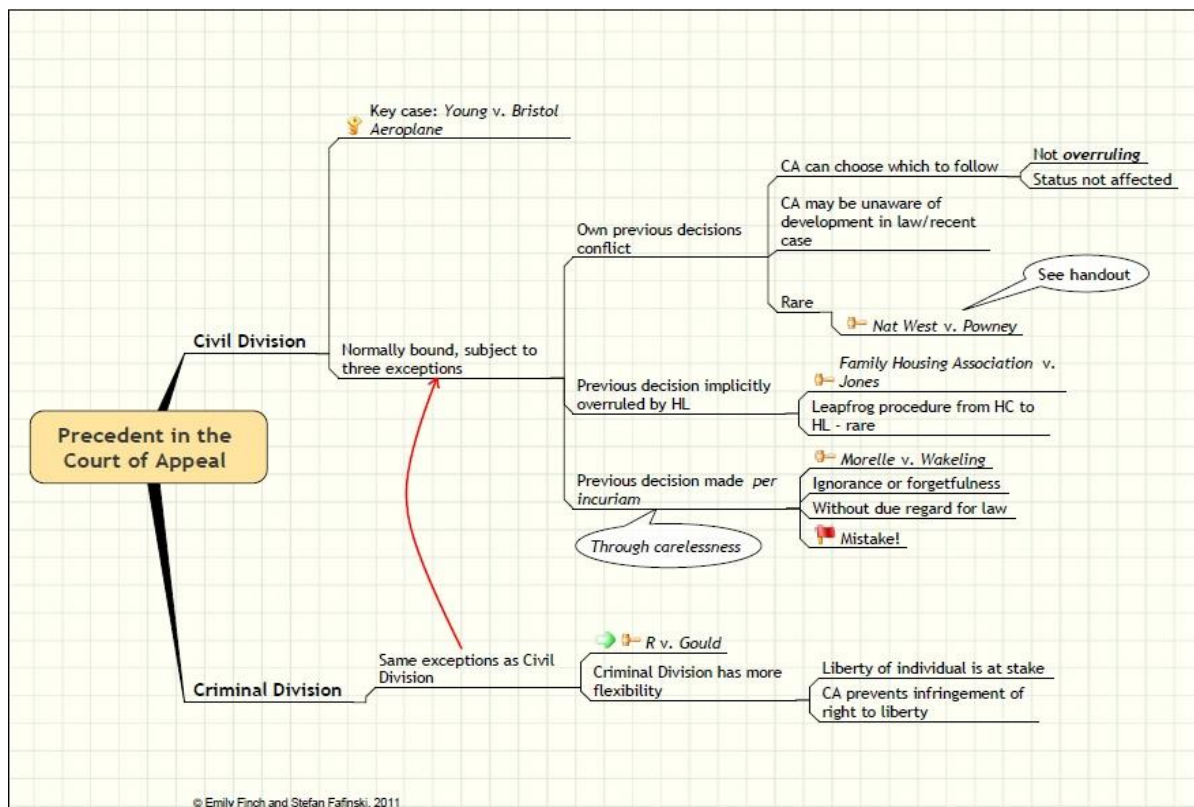 Key case: Young v. Bristol
Aeroplane
Not overruling
CA can choose which to follow
Status not affected
CA may be unaware of
development in law/recent
case
Own previous decisions
conflict
See handout
Rare
Nat West v. Powney
Civil Division
Normally bound, subject to
three exceptions
Family Housing Association v.
Jones
Previous decision implicitly
overruled by HL
Leapfrog procedure from HC to
HL - rare
Precedent in the
Court of Appeal
Morelle v. Wakeling
Previous decision made per
incuriam
Ignorance or forgetfulness
Without due regard for law
Mistake!
Through carelessness
R v. Gould
Same exceptions as Civil
Division
Criminal Division has more
flexibility
Liberty of individual is at stake
Criminal Division
CA prevents infringement of
right to liberty
© Emily Finch and Stefan Fafinski, 2011